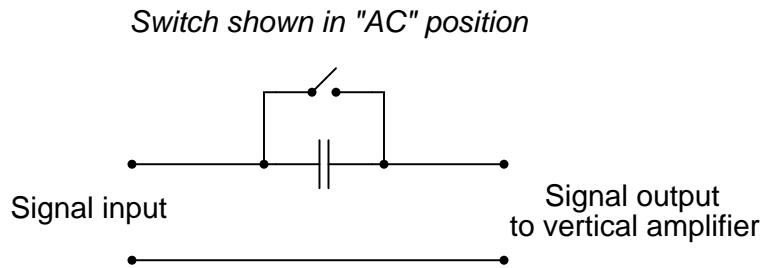 Switch shown in "AC" position
Signal input
Signal output
to vertical amplifier